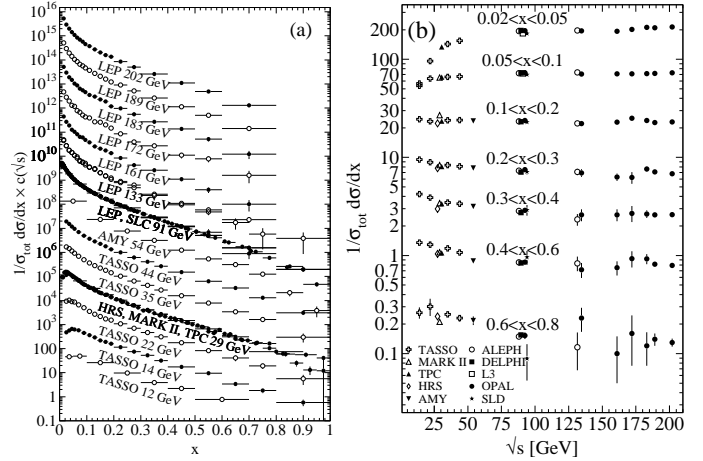 (a)
1/σtot dσ/dx × c(√s)
10^16
10^15
10^14
10^13
10^12
10^11
10^10
10^9
10^8
10^7
10^6
10^5
10^4
10^3
100
10
1
0.1
LEP 202 GeV
LEP 189 GeV
LEP 183 GeV
LEP 172 GeV
LEP 161 GeV
LEP 133 GeV
LEP, SLC 91 GeV
AMY 54 GeV
TASSO 44 GeV
TASSO 35 GeV
HRS, MARK II, TPC 29 GeV
TASSO 22 GeV
TASSO 14 GeV
TASSO 12 GeV
0 0.1 0.2 0.3 0.4 0.5 0.6 0.7 0.8 0.9 1
x
(b)
1/σtot dσ/dx
200
100
70
50
30
20
10
7
5
3
2
1
0.7
0.5
0.3
0.2
0.1
0.02<x<0.05
0.05<x<0.1
0.1<x<0.2
0.2<x<0.3
0.3<x<0.4
0.4<x<0.6
0.6<x<0.8
TASSO ALEPH
MARK II DELPHI
TPC L3
HRS OPAL
AMY SLD
25 50 75 100 125 150 175 200
√s [GeV]